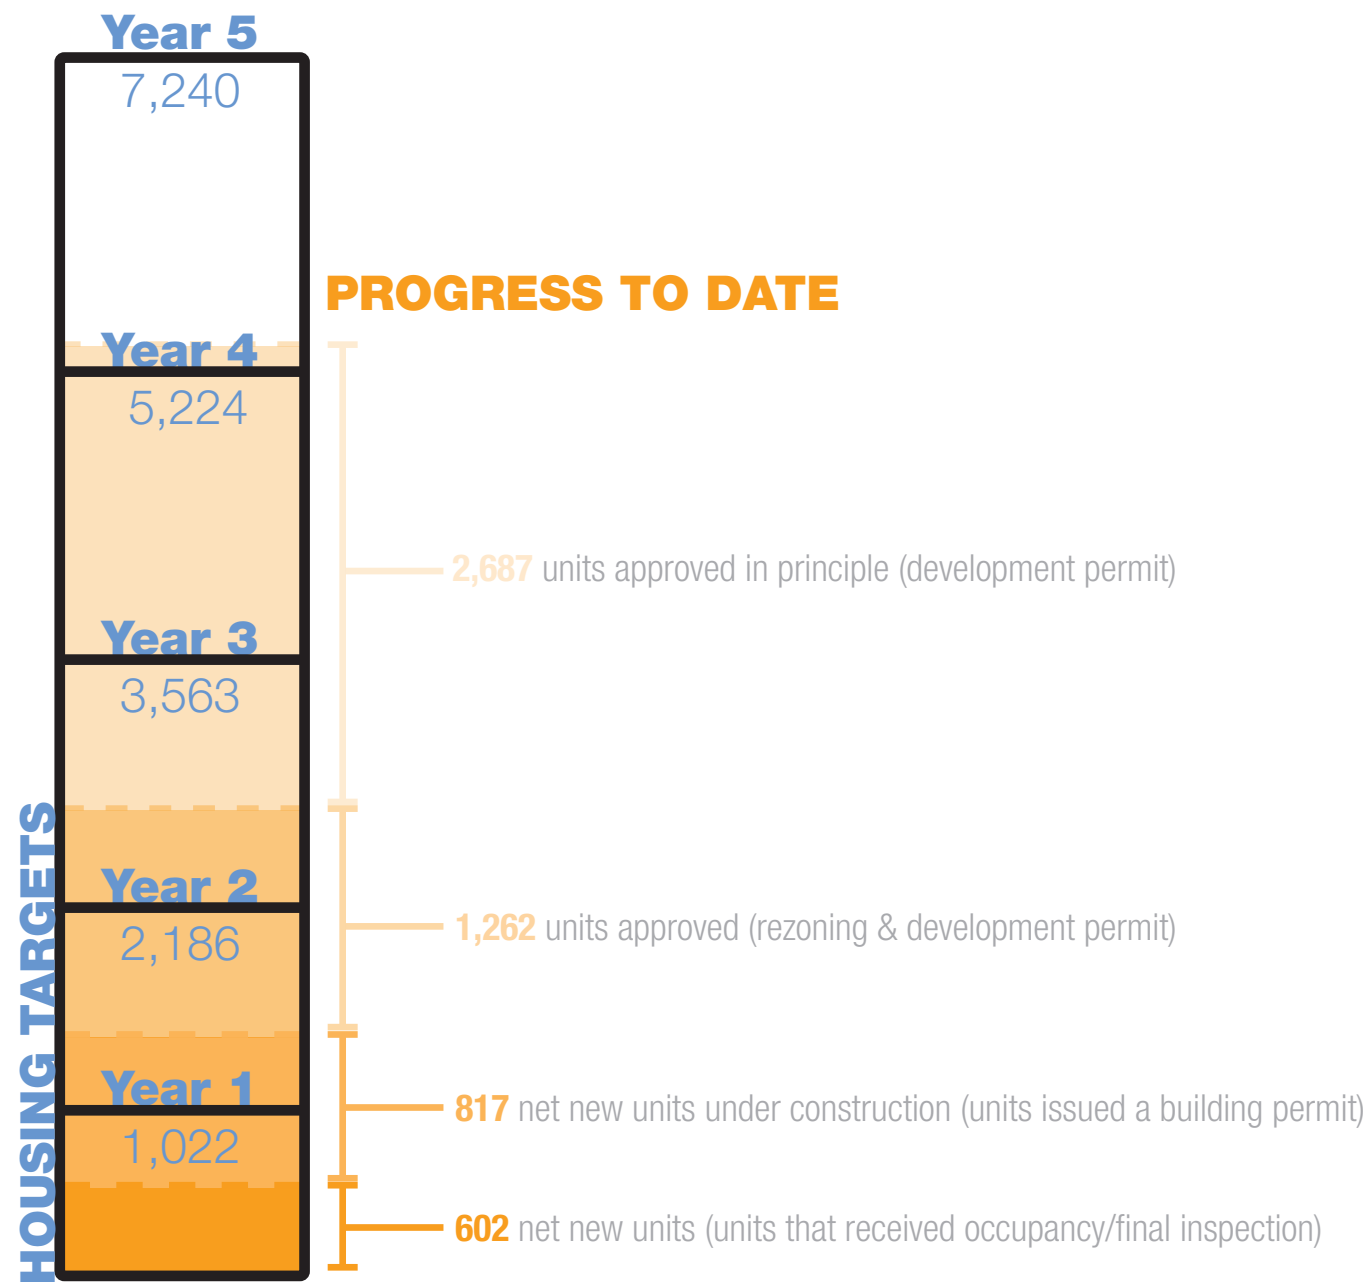 Year 5
7,240
PROGRESS TO DATE
Year 4
5,224
2,687 units approved in principle (development permit)
Year 3
3,563
HOUSING TARGETS
Year 2
1,262 units approved (rezoning & development permit)
2,186
Year 1
817 net new units under construction (units issued a building permit)
1,022
602 net new units (units that received occupancy/final inspection)